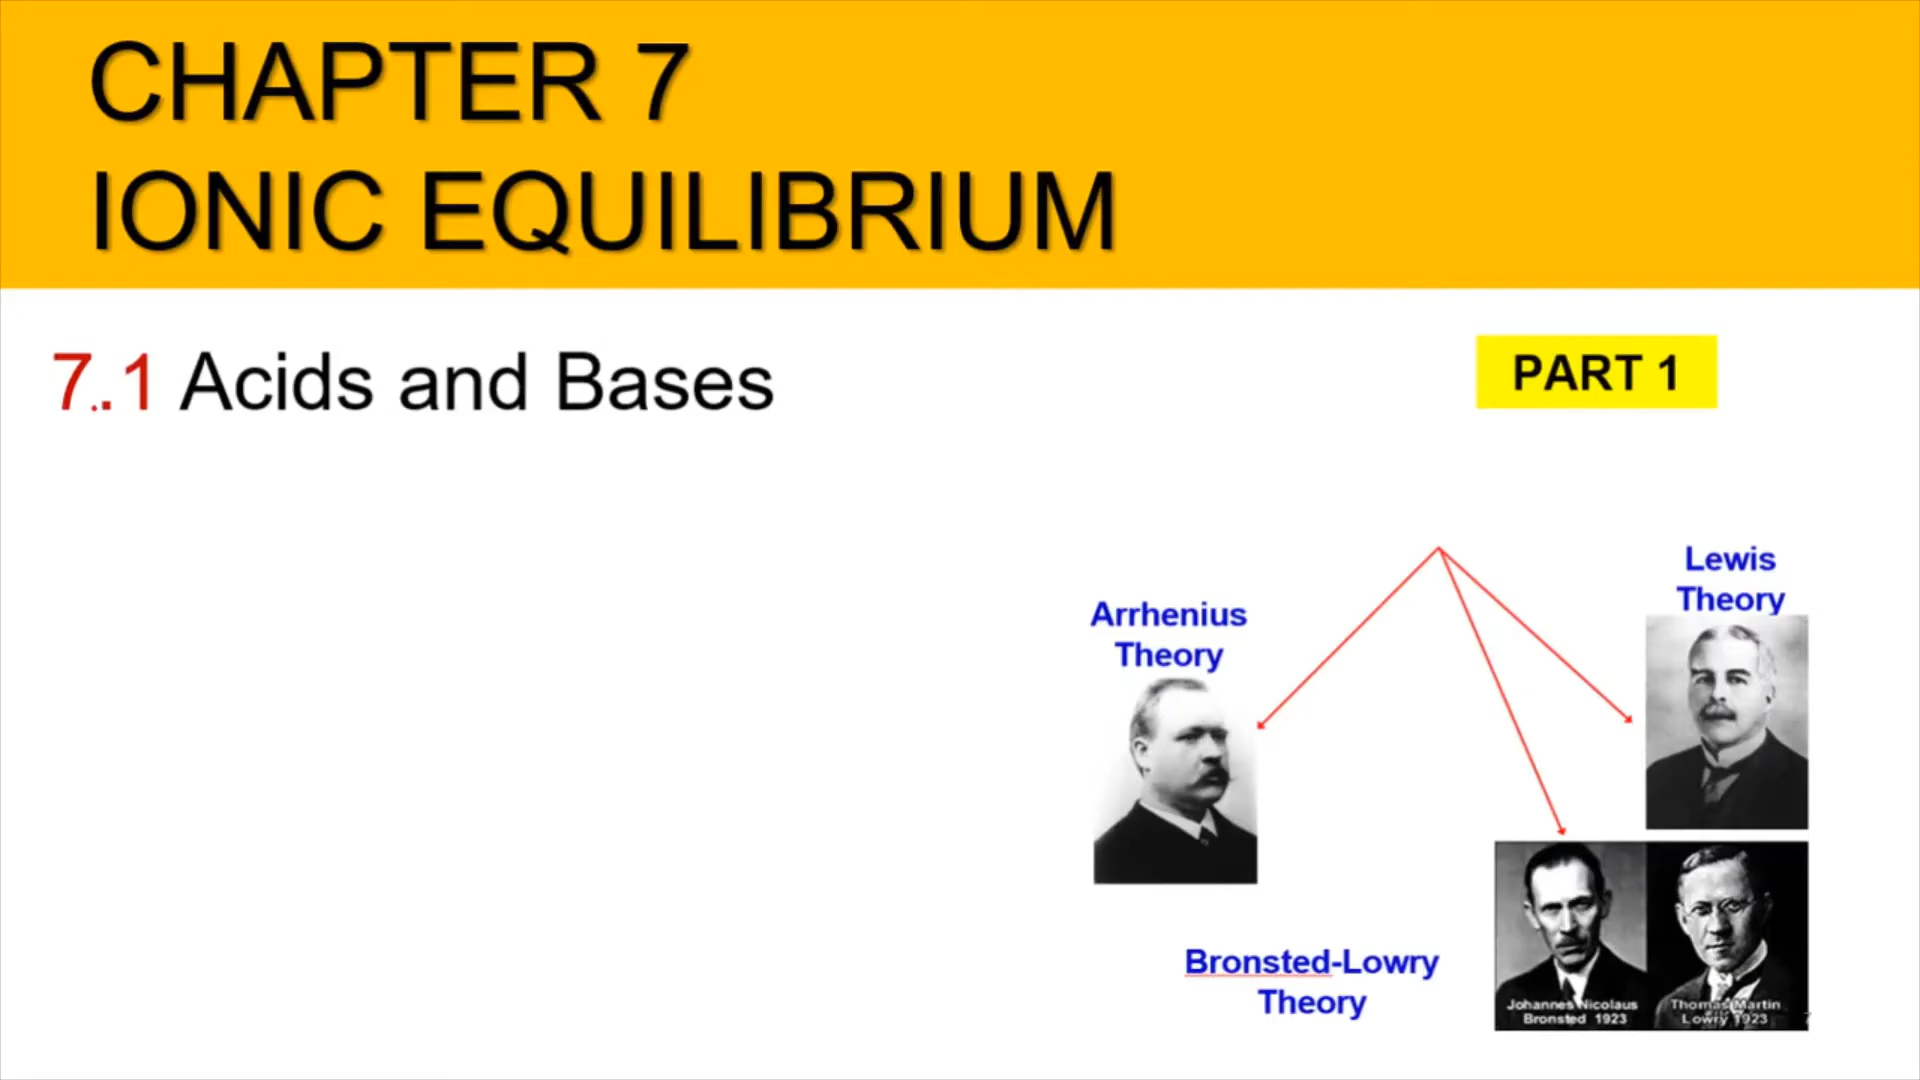 CHAPTER 7
IONIC EQUILIBRIUM
7..1 Acids and Bases
PART 1
Lewis
Theory
Arrhenius
Theory
Bronsted-Lowry
Theory
Johannes Nicolaus
Bronsted 1923
Thomas Martin
Lowry 1923